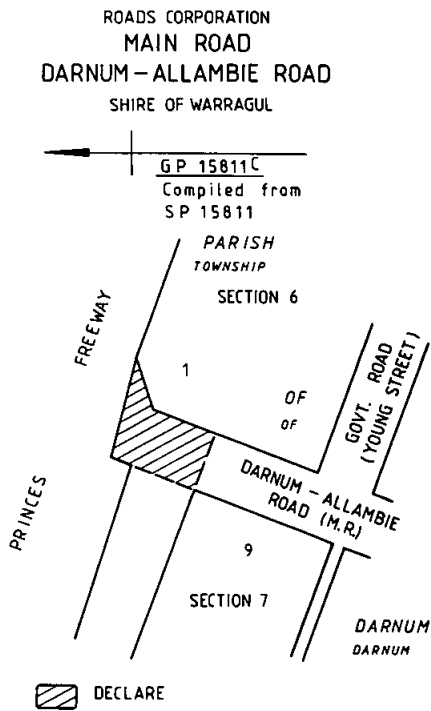 ROADS CORPORATION
MAIN ROAD
DARNUM – ALLAMBIE ROAD
SHIRE OF WARRAGUL
GP 15811C
Compiled from
SP 15811
PARISH
TOWNSHIP
SECTION 6
FREEWAY
1
OF
OF
GOVT. ROAD
(YOUNG STREET)
DARNUM – ALLAMBIE
ROAD (M.R.)
PRINCES
9
SECTION 7
DARNUM
DARNUM
DECLARE